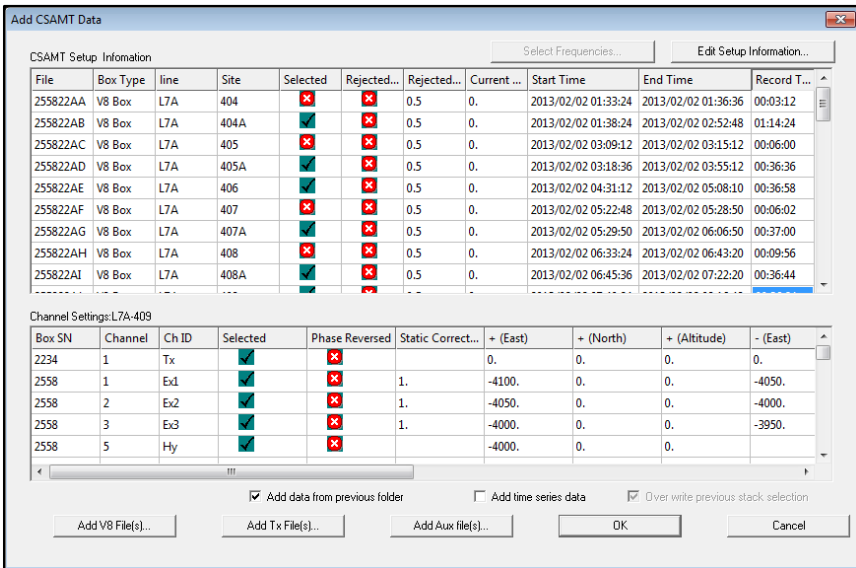 Add CSAMT Data
CSAMT Setup Infomation
Select Frequencies...
Edit Setup Information...
File Box Type line Site Selected Rejected... Rejected... Current ... Start Time End Time Record T...
255822AA V8 Box L7A 404 0.5 0. 2013/02/02 01:33:24 2013/02/02 01:36:36 00:03:12
255822AB V8 Box L7A 404A 0.5 0. 2013/02/02 01:38:24 2013/02/02 02:52:48 01:14:24
255822AC V8 Box L7A 405 0.5 0. 2013/02/02 03:09:12 2013/02/02 03:15:12 00:06:00
255822AD V8 Box L7A 405A 0.5 0. 2013/02/02 03:18:36 2013/02/02 03:55:12 00:36:36
255822AE V8 Box L7A 406 0.5 0. 2013/02/02 04:31:12 2013/02/02 05:08:10 00:36:58
255822AF V8 Box L7A 407 0.5 0. 2013/02/02 05:22:48 2013/02/02 05:28:50 00:06:02
255822AG V8 Box L7A 407A 0.5 0. 2013/02/02 05:29:50 2013/02/02 06:06:50 00:37:00
255822AH V8 Box L7A 408 0.5 0. 2013/02/02 06:33:24 2013/02/02 06:43:20 00:09:56
255822AI V8 Box L7A 408A 0.5 0. 2013/02/02 06:45:36 2013/02/02 07:22:20 00:36:44
Channel Settings:L7A-409
Box SN Channel Ch ID Selected Phase Reversed Static Correct... + (East) + (North) + (Altitude) - (East)
2234 1 Tx 0. 0. 0. 0.
2558 1 Ex1 1. -4100. 0. 0. -4050.
2558 2 Ex2 1. -4050. 0. 0. -4000.
2558 3 Ex3 1. -4000. 0. 0. -3950.
2558 5 Hy -4000. 0. 0.
Add data from previous folder
Add time series data
Over write previous stack selection
Add V8 File(s)...
Add Tx File(s)...
Add Aux file(s)...
OK
Cancel